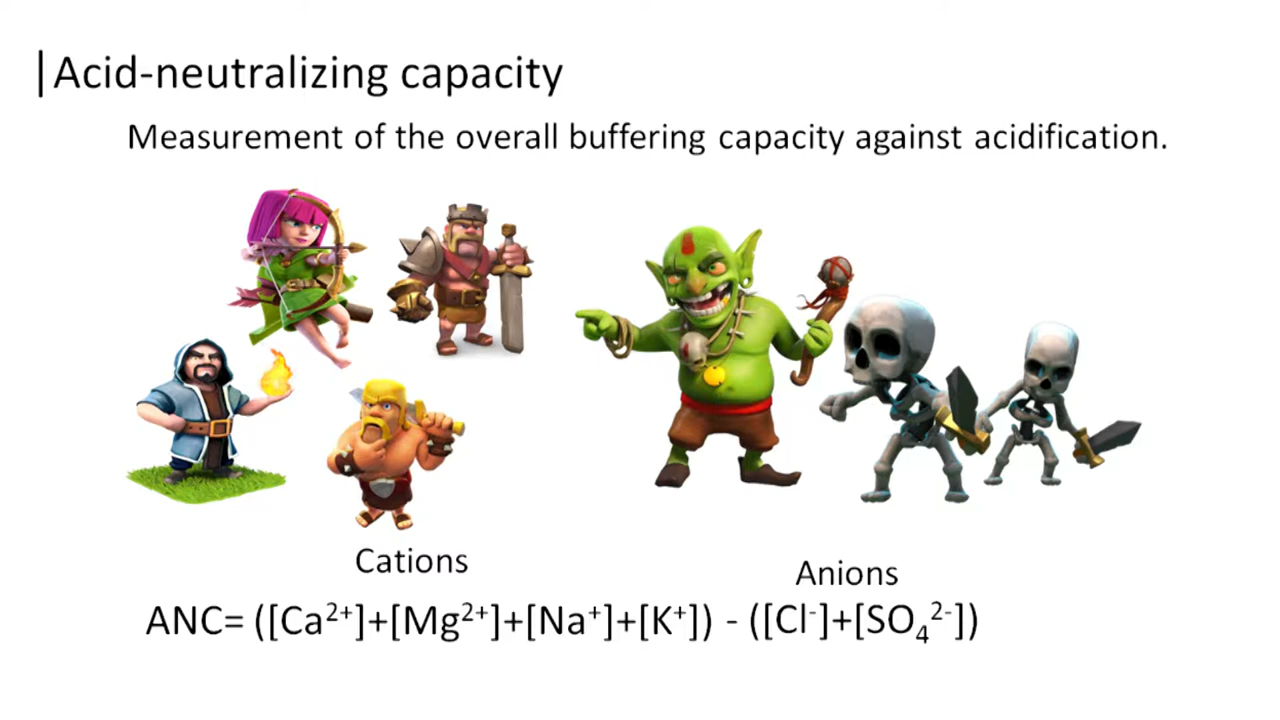 |Acid-neutralizing capacity
Measurement of the overall buffering capacity against acidification.
Cations
Anions
ANC= ([Ca²⁺]+[Mg²⁺]+[Na⁺]+[K⁺]) - ([Cl⁻]+[SO₄²⁻])